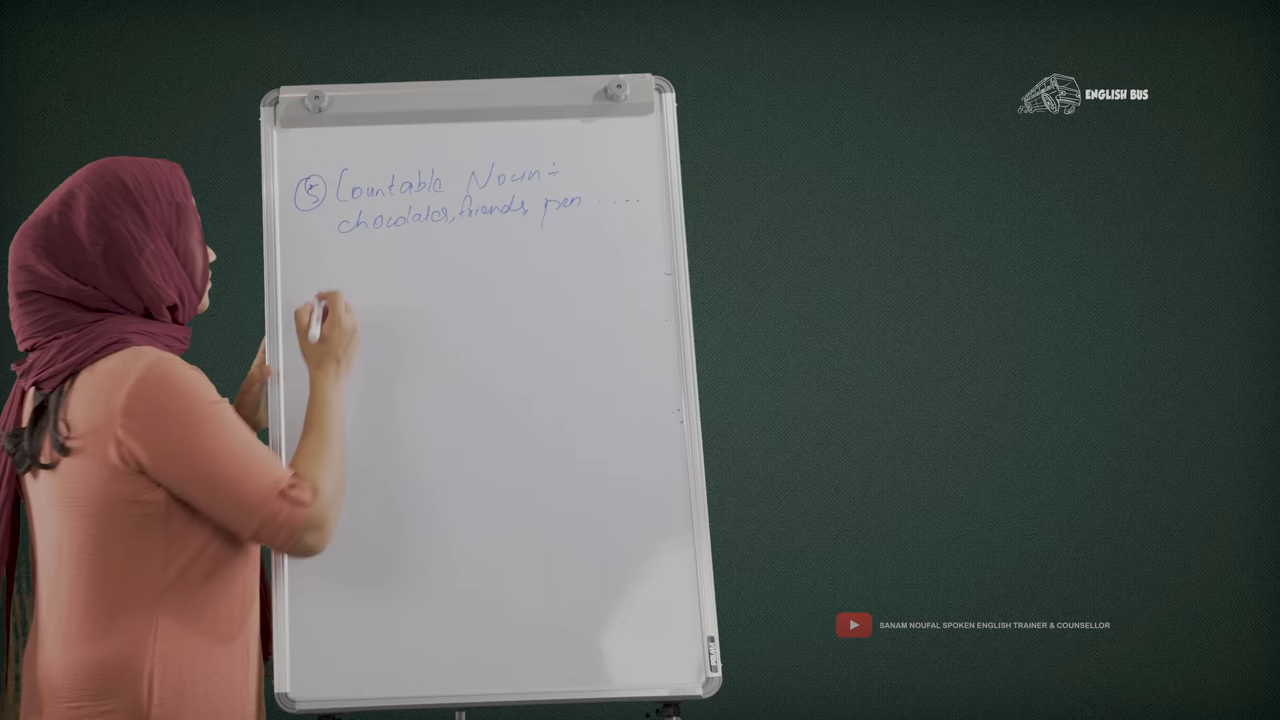 ENGLISH BUS
⑤ Countable Noun :-
chocolates, friends, pen ....
SANAM NOUFAL SPOKEN ENGLISH TRAINER & COUNSELLOR